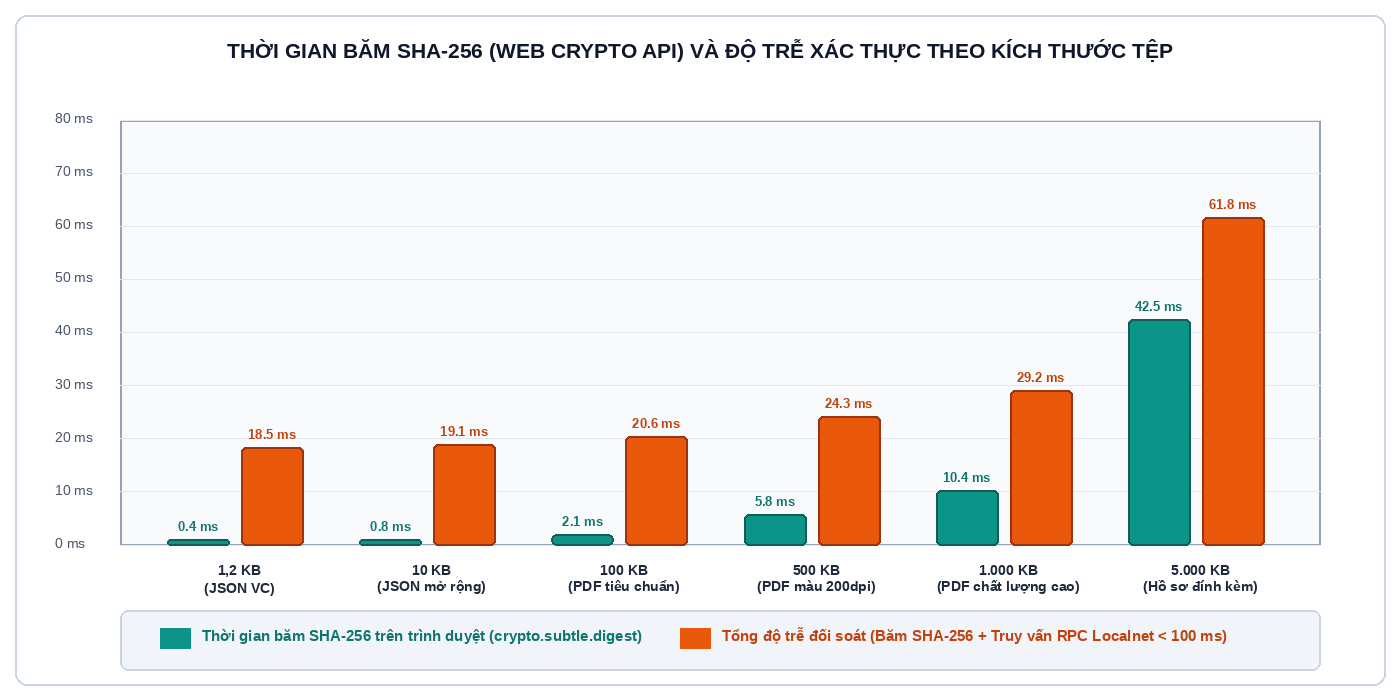 THỜI GIAN BĂM SHA-256 (WEB CRYPTO API) VÀ ĐỘ TRỄ XÁC THỰC THEO KÍCH THƯỚC TỆP
80 ms
70 ms
60 ms
50 ms
40 ms
30 ms
20 ms
10 ms
0 ms
0.4 ms
18.5 ms
0.8 ms
19.1 ms
2.1 ms
20.6 ms
5.8 ms
24.3 ms
10.4 ms
29.2 ms
42.5 ms
61.8 ms
1,2 KB
(JSON VC)
10 KB
(JSON mở rộng)
100 KB
(PDF tiêu chuẩn)
500 KB
(PDF màu 200dpi)
1.000 KB
(PDF chất lượng cao)
5.000 KB
(Hồ sơ đính kèm)
Thời gian băm SHA-256 trên trình duyệt (crypto.subtle.digest)
Tổng độ trễ đối soát (Băm SHA-256 + Truy vấn RPC Localnet < 100 ms)